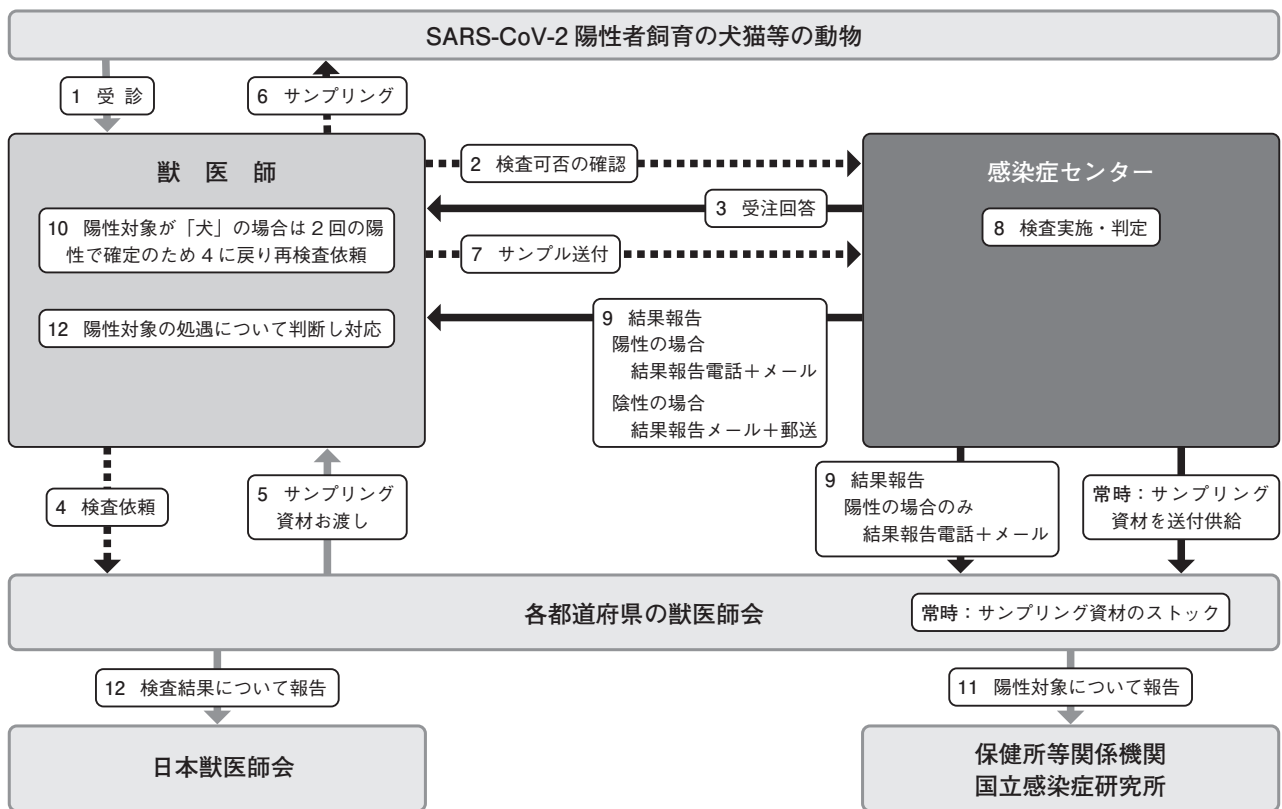 SARS-CoV-2 陽性者飼育の犬猫等の動物
1 受 診
6 サンプリング
獣 医 師
2 検査可否の確認
感染症センター
3 受注回答
10 陽性対象が「犬」の場合は2回の陽
性で確定のため4に戻り再検査依頼
8 検査実施・判定
7 サンプル送付
12 陽性対象の処遇について判断し対応
9 結果報告
陽性の場合
結果報告電話+メール
陰性の場合
結果報告メール+郵送
4 検査依頼
5 サンプリング
資材お渡し
9 結果報告
陽性の場合のみ
結果報告電話+メール
常時:サンプリング
資材を送付供給
各都道府県の獣医師会
常時:サンプリング資材のストック
12 検査結果について報告
11 陽性対象について報告
日本獣医師会
保健所等関係機関
国立感染症研究所